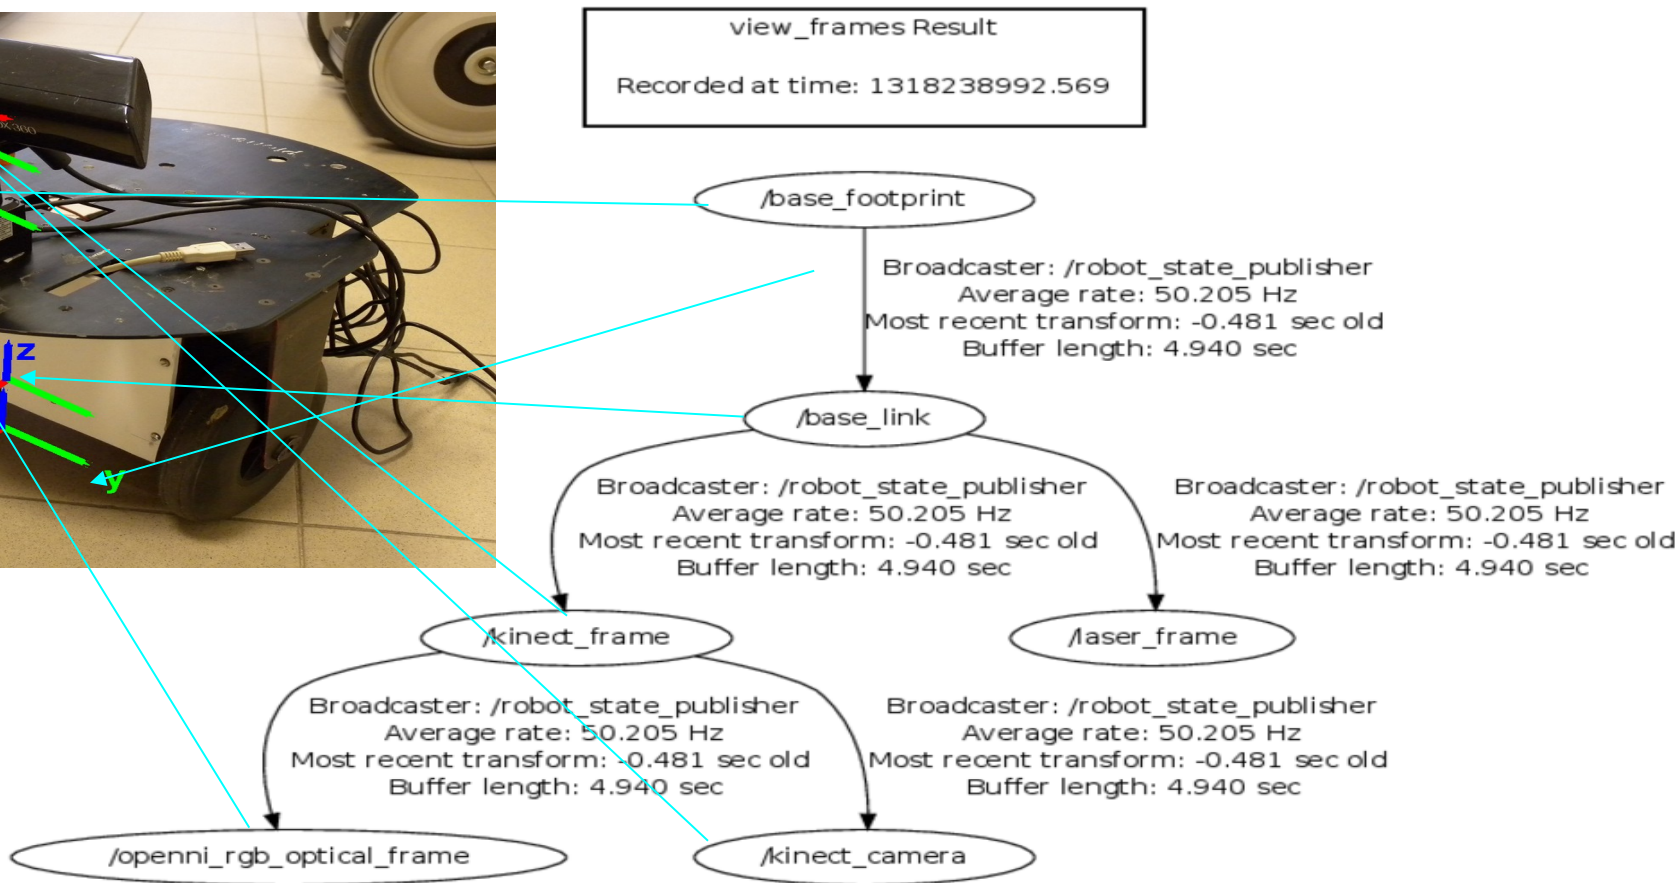 view_frames Result
Recorded at time: 1318238992.569
/base_footprint
Broadcaster: /robot_state_publisher
Average rate: 50.205 Hz
Most recent transform: -0.481 sec old
Buffer length: 4.940 sec
z
/base_link
y
Broadcaster: /robot_state_publisher
Average rate: 50.205 Hz
Most recent transform: -0.481 sec old
Buffer length: 4.940 sec
Broadcaster: /robot_state_publisher
Average rate: 50.205 Hz
Most recent transform: -0.481 sec old
Buffer length: 4.940 sec
/kinect_frame
/laser_frame
Broadcaster: /robot_state_publisher
Average rate: 50.205 Hz
Most recent transform: -0.481 sec old
Buffer length: 4.940 sec
Broadcaster: /robot_state_publisher
Average rate: 50.205 Hz
Most recent transform: -0.481 sec old
Buffer length: 4.940 sec
/openni_rgb_optical_frame
/kinect_camera